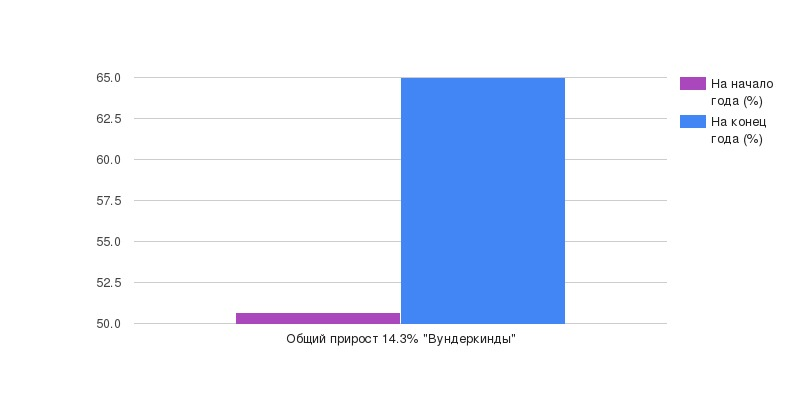 65.0
62.5
60.0
57.5
55.0
52.5
50.0
Общий прирост 14.3% "Вундеркинды"
На начало
года (%)
На конец
года (%)